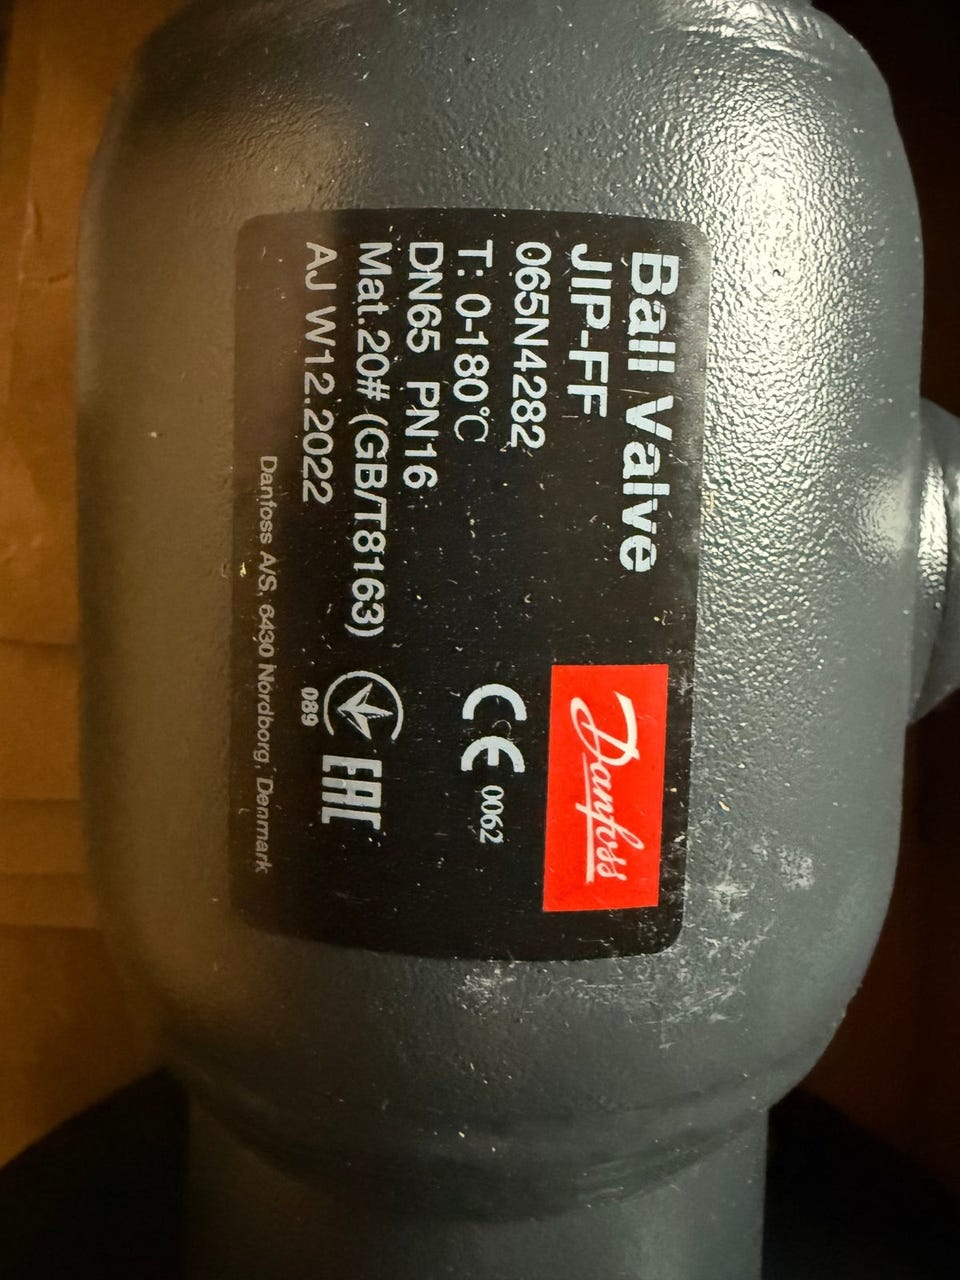 Ball Valve
JIP-FF
Danfoss
065N4282
T: 0-180℃
CE 0062
DN65 PN16
Mat.20# (GB/T8163)
AJ W12.2022
089
EAC
Danfoss A/S, 6430 Nordborg, Denmark